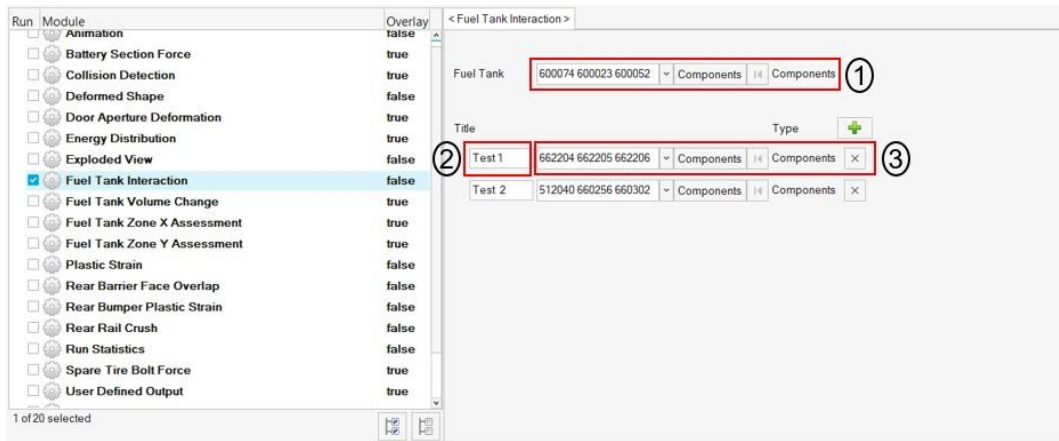 Run Module Overlay
Animation false
Battery Section Force true
Collision Detection true
Deformed Shape false
Door Aperture Deformation true
Energy Distribution true
Exploded View false
Fuel Tank Interaction false
Fuel Tank Volume Change true
Fuel Tank Zone X Assessment true
Fuel Tank Zone Y Assessment true
Plastic Strain false
Rear Barrier Face Overlap false
Rear Bumper Plastic Strain false
Rear Rail Crush false
Run Statistics false
Spare Tire Bolt Force true
User Defined Output true
1 of 20 selected
< Fuel Tank Interaction >
Fuel Tank 600074 600023 600052 Components Components ①
Title Type
② Test 1 662204 662205 662206 Components Components ③
Test 2 512040 660256 660302 Components Components